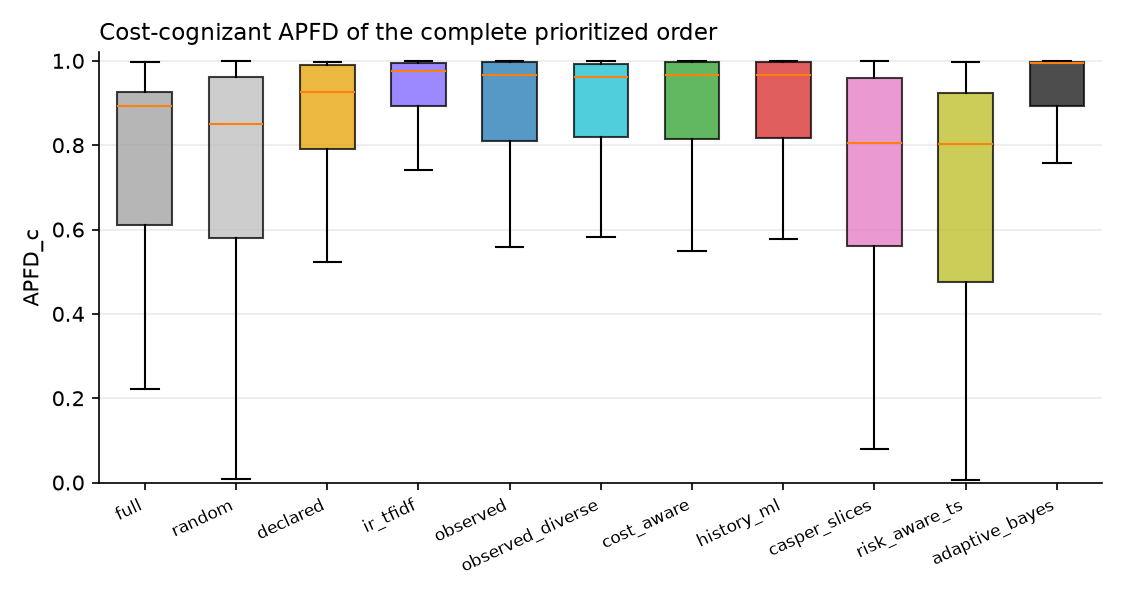 Cost-cognizant APFD of the complete prioritized order
APFD_c
1.0
0.8
0.6
0.4
0.2
0.0
full
random
declared
ir_tfidf
observed
observed_diverse
cost_aware
history_ml
casper_slices
risk_aware_ts
adaptive_bayes